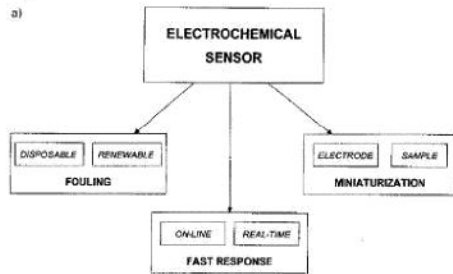 a)
ELECTROCHEMICAL
SENSOR
DISPOSABLE RENEWABLE
FOULING
ELECTRODE SAMPLE
MINIATURIZATION
ON-LINE REAL-TIME
FAST RESPONSE